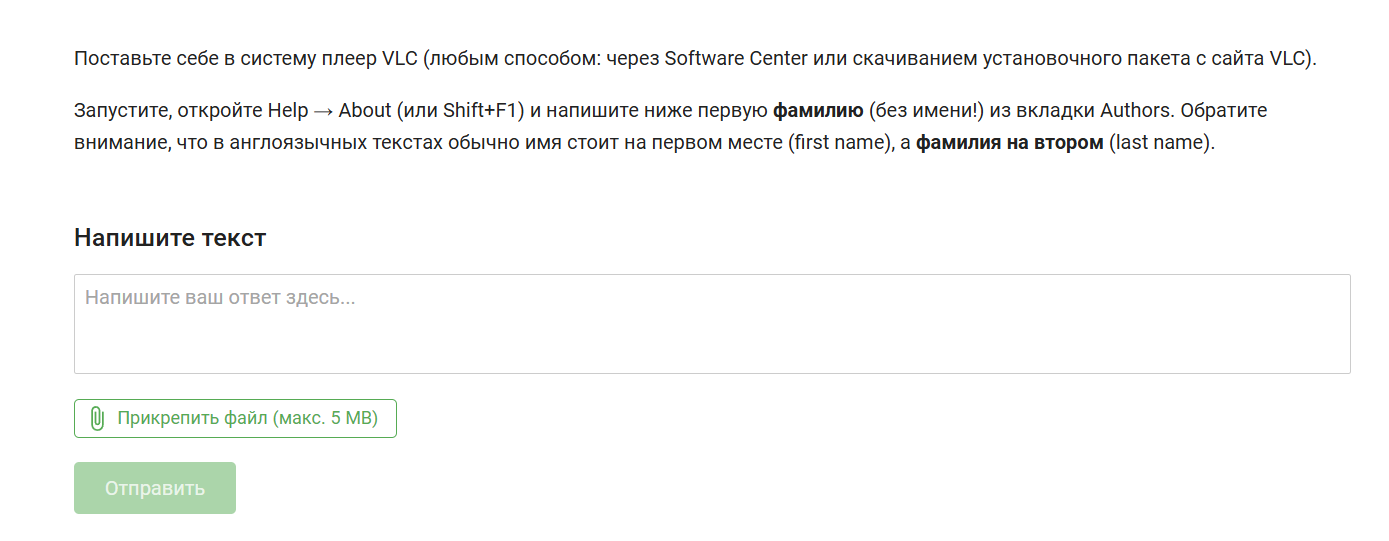 Поставьте себе в систему плеер VLC (любым способом: через Software Center или скачиванием установочного пакета с сайта VLC).
Запустите, откройте Help → About (или Shift+F1) и напишите ниже первую фамилию (без имени!) из вкладки Authors. Обратите
внимание, что в англоязычных текстах обычно имя стоит на первом месте (first name), а фамилия на втором (last name).
Напишите текст
Напишите ваш ответ здесь...
Прикрепить файл (макс. 5 MB)
Отправить